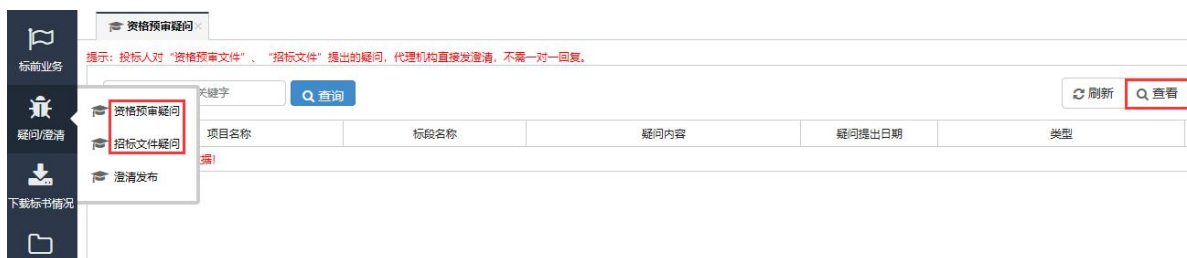 资格预审疑问×
标前业务
提示：投标人对“资格预审文件”、“招标文件”提出的疑问，代理机构直接发澄清，不需一对一回复。
关键字 查询 刷新 查看
资格预审疑问
疑问/澄清
招标文件疑问
项目名称 标段名称 疑问内容 疑问提出日期 类型
据!
澄清发布
下载标书情况